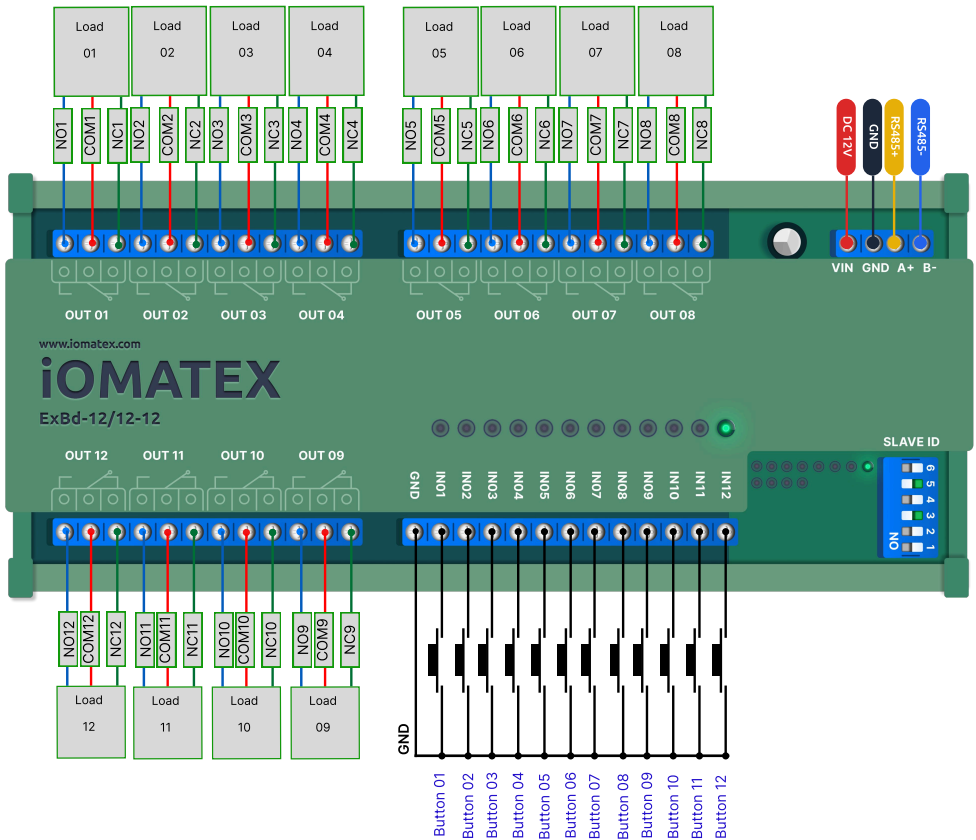 Load
01
Load
02
Load
03
Load
04
Load
05
Load
06
Load
07
Load
08
NO1
COM1
NC1
NO2
COM2
NC2
NO3
COM3
NC3
NO4
COM4
NC4
NO5
COM5
NC5
NO6
COM6
NC6
NO7
COM7
NC7
NO8
COM8
NC8
DC 12V
GND
RS485+
RS485-
VIN GND A+ B-
OUT 01
OUT 02
OUT 03
OUT 04
OUT 05
OUT 06
OUT 07
OUT 08
www.iomatex.com
iOMATEX
ExBd-12/12-12
SLAVE ID
OUT 12
OUT 11
OUT 10
OUT 09
GND
IN01
IN02
IN03
IN04
IN05
IN06
IN07
IN08
IN09
IN10
IN11
IN12
6
5
4
3
2
1
NO
NO12
COM12
NC12
NO11
COM11
NC11
NO10
COM10
NC10
NO9
COM9
NC9
Load
12
Load
11
Load
10
Load
09
GND
Button 01
Button 02
Button 03
Button 04
Button 05
Button 06
Button 07
Button 08
Button 09
Button 10
Button 11
Button 12